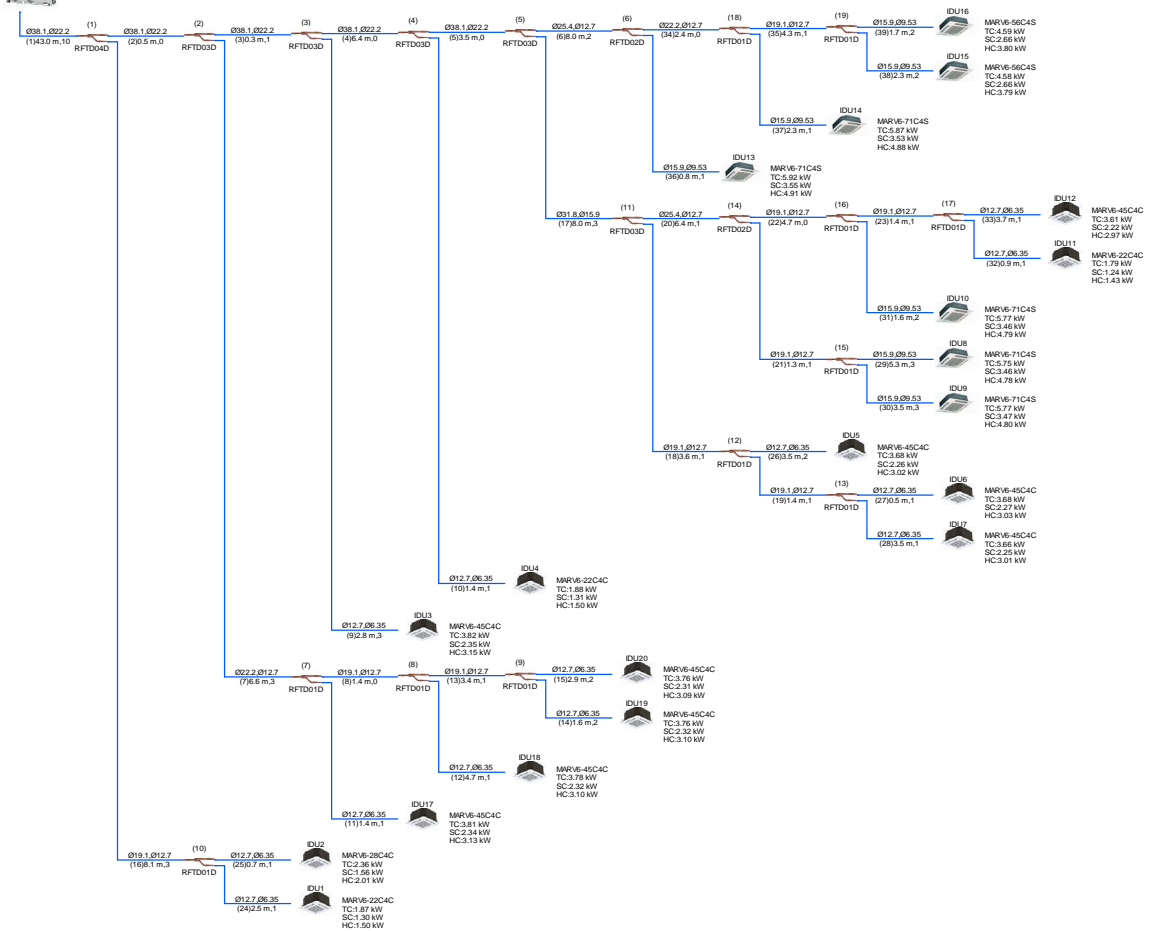 (1)
(2)
(3)
(4)
(5)
(6)
(18)
(19)
Ø38.1,Ø22.2
(1)43.0 m,10
RFTD04D
Ø38.1,Ø22.2
(2)0.5 m,0
RFTD03D
Ø38.1,Ø22.2
(3)0.3 m,1
RFTD03D
Ø38.1,Ø22.2
(4)6.4 m,0
RFTD03D
Ø38.1,Ø22.2
(5)3.5 m,0
RFTD03D
Ø25.4,Ø12.7
(6)8.0 m,2
RFTD02D
Ø22.2,Ø12.7
(34)2.4 m,0
RFTD01D
Ø19.1,Ø12.7
(35)4.3 m,1
RFTD01D
Ø15.9,Ø9.53
(39)1.7 m,2
IDU16
MARV6-56C4S
TC:4.59 kW
SC:2.66 kW
HC:3.80 kW
Ø15.9,Ø9.53
(38)2.3 m,2
IDU15
MARV6-56C4S
TC:4.58 kW
SC:2.66 kW
HC:3.79 kW
Ø15.9,Ø9.53
(37)2.3 m,1
IDU14
MARV6-71C4S
TC:5.87 kW
SC:3.53 kW
HC:4.88 kW
Ø15.9,Ø9.53
(36)0.8 m,1
IDU13
MARV6-71C4S
TC:5.92 kW
SC:3.55 kW
HC:4.91 kW
Ø31.8,Ø15.9
(17)8.0 m,3
(11)
RFTD03D
Ø25.4,Ø12.7
(20)6.4 m,1
(14)
RFTD02D
Ø19.1,Ø12.7
(22)4.7 m,0
(16)
RFTD01D
Ø19.1,Ø12.7
(23)1.4 m,1
(17)
RFTD01D
Ø12.7,Ø6.35
(33)3.7 m,1
IDU12
MARV6-45C4C
TC:3.61 kW
SC:2.22 kW
HC:2.97 kW
Ø12.7,Ø6.35
(32)0.9 m,1
IDU11
MARV6-22C4C
TC:1.79 kW
SC:1.24 kW
HC:1.43 kW
Ø15.9,Ø9.53
(31)1.6 m,2
IDU10
MARV6-71C4S
TC:5.77 kW
SC:3.46 kW
HC:4.79 kW
Ø19.1,Ø12.7
(21)1.3 m,1
(15)
RFTD01D
Ø15.9,Ø9.53
(29)5.3 m,3
IDU8
MARV6-71C4S
TC:5.75 kW
SC:3.46 kW
HC:4.78 kW
Ø15.9,Ø9.53
(30)3.5 m,3
IDU9
MARV6-71C4S
TC:5.77 kW
SC:3.47 kW
HC:4.80 kW
Ø19.1,Ø12.7
(18)3.6 m,1
(12)
RFTD01D
Ø12.7,Ø6.35
(26)3.5 m,2
IDU5
MARV6-45C4C
TC:3.68 kW
SC:2.26 kW
HC:3.02 kW
Ø19.1,Ø12.7
(19)1.4 m,1
(13)
RFTD01D
Ø12.7,Ø6.35
(27)0.5 m,1
IDU6
MARV6-45C4C
TC:3.68 kW
SC:2.27 kW
HC:3.03 kW
Ø12.7,Ø6.35
(28)3.5 m,1
IDU7
MARV6-45C4C
TC:3.66 kW
SC:2.25 kW
HC:3.01 kW
Ø12.7,Ø6.35
(10)1.4 m,1
IDU4
MARV6-22C4C
TC:1.88 kW
SC:1.31 kW
HC:1.50 kW
Ø12.7,Ø6.35
(9)2.8 m,3
IDU3
MARV6-45C4C
TC:3.82 kW
SC:2.35 kW
HC:3.15 kW
Ø22.2,Ø12.7
(7)6.6 m,3
(7)
RFTD01D
Ø19.1,Ø12.7
(8)1.4 m,0
(8)
RFTD01D
Ø19.1,Ø12.7
(13)3.4 m,1
(9)
RFTD01D
Ø12.7,Ø6.35
(15)2.9 m,2
IDU20
MARV6-45C4C
TC:3.76 kW
SC:2.31 kW
HC:3.09 kW
Ø12.7,Ø6.35
(14)1.6 m,2
IDU19
MARV6-45C4C
TC:3.76 kW
SC:2.32 kW
HC:3.10 kW
Ø12.7,Ø6.35
(12)4.7 m,1
IDU18
MARV6-45C4C
TC:3.78 kW
SC:2.32 kW
HC:3.10 kW
Ø12.7,Ø6.35
(11)1.4 m,1
IDU17
MARV6-45C4C
TC:3.81 kW
SC:2.34 kW
HC:3.13 kW
Ø19.1,Ø12.7
(16)8.1 m,3
(10)
RFTD01D
Ø12.7,Ø6.35
(25)0.7 m,1
IDU2
MARV6-28C4C
TC:2.36 kW
SC:1.56 kW
HC:2.01 kW
Ø12.7,Ø6.35
(24)2.5 m,1
IDU1
MARV6-22C4C
TC:1.87 kW
SC:1.30 kW
HC:1.50 kW